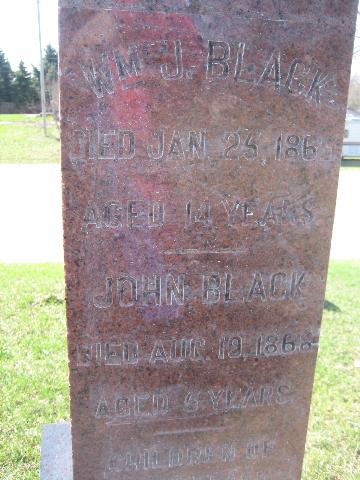 WM J. BLACK
DIED JAN. 23, 186
AGED 14 YEARS
JOHN BLACK
DIED AUG. 19, 1868
AGED 6 YEARS
CHILDREN OF